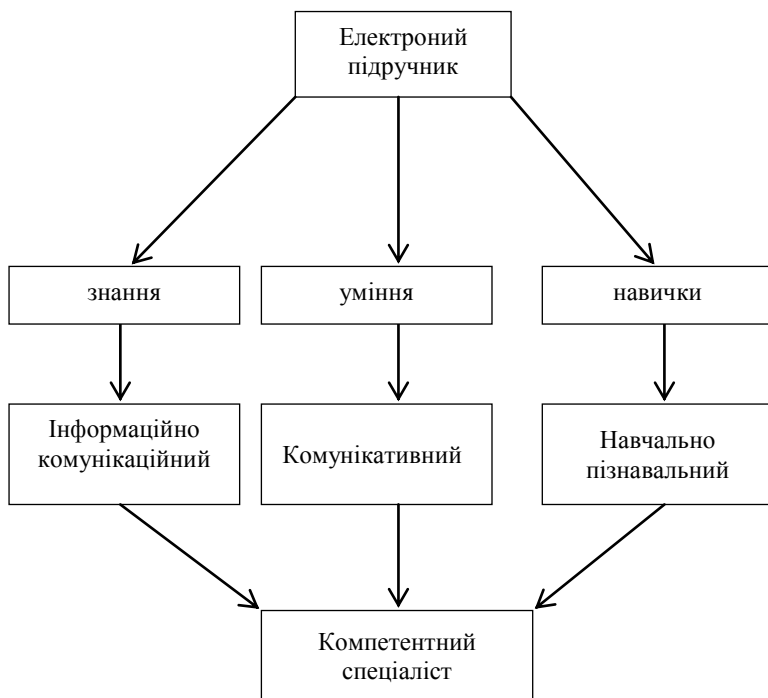 Електроний
підручник
знання
уміння
навички
Інформаційно
комунікаційний
Комунікативний
Навчально
пізнавальний
Компетентний
спеціаліст